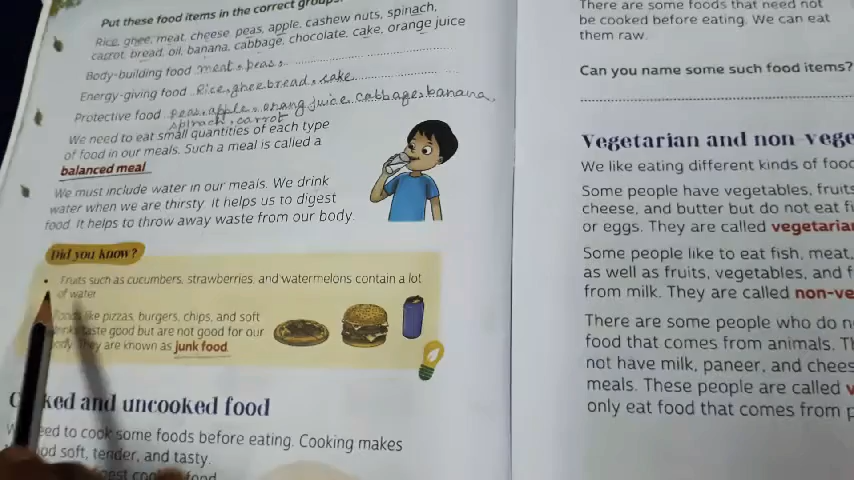 Put these food items in the correct groups.
Rice, ghee, meat, cheese, peas, apple, cashew nuts, spinach,
carrot, bread, oil, banana, cabbage, chocolate, cake, orange juice
Body-building food meat, peas,
Energy-giving food Rice, ghee bread, cake
Protective food peas, apple, orang juice, cabbage, banana,
spinach, carrot
We need to eat small quantities of each type
of food in our meals. Such a meal is called a
balanced meal
We must include water in our meals. We drink
water when we are thirsty. It helps us to digest
food. It helps to throw away waste from our body.
Did you know?
• Fruits such as cucumbers, strawberries, and watermelons contain a lot
of water
like pizzas, burgers, chips, and soft
taste good but are not good for our
are known as junk food
and uncooked food
need to cook some foods before eating. Cooking makes
soft, tender, and tasty.
food
There are some foods that need not
be cooked before eating. We can eat
them raw.
Can you name some such food items?
Vegetarian and non-vege
We like eating different kinds of food
Some people have vegetables, fruits
cheese, and butter but do not eat fi
or eggs. They are called vegetarian
Some people like to eat fish, meat,
as well as fruits, vegetables, and f
from milk. They are called non-ve
There are some people who do n
food that comes from animals. Th
not have milk, paneer, and chees
meals. These people are called v
only eat food that comes from p